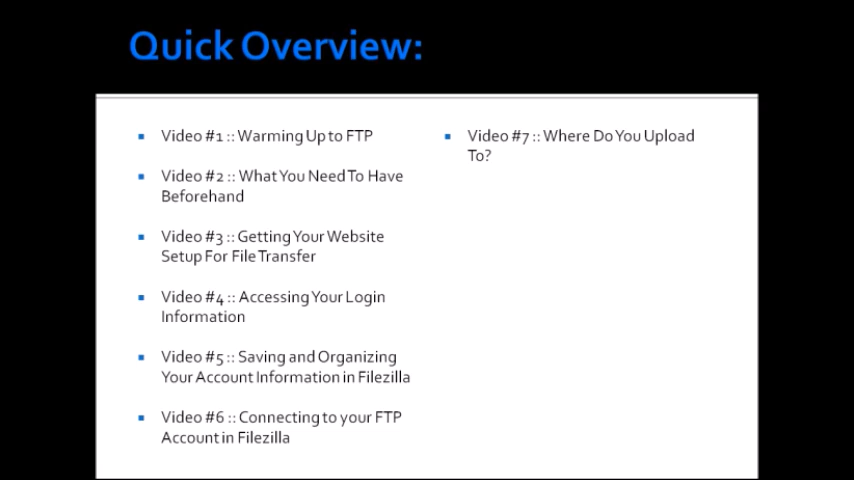 Quick Overview:
Video #1 :: Warming Up to FTP
Video #2 :: What You Need To Have
Beforehand
Video #3 :: Getting Your Website
Setup For File Transfer
Video #4 :: Accessing Your Login
Information
Video #5 :: Saving and Organizing
Your Account Information in Filezilla
Video #6 :: Connecting to your FTP
Account in Filezilla
Video #7 :: Where Do You Upload
To?